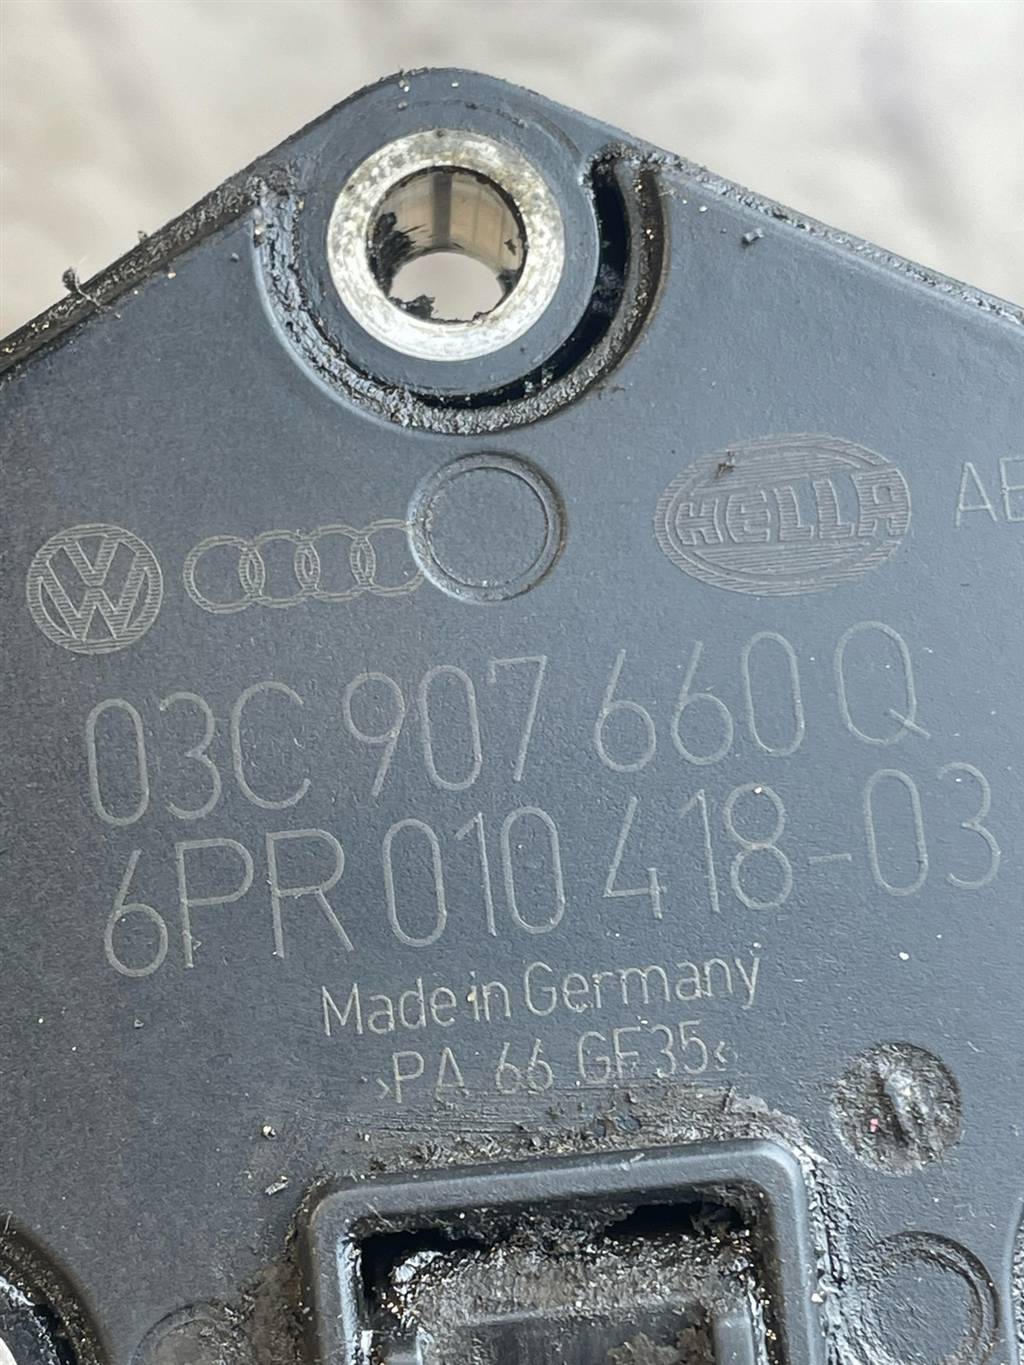 HELLA
03C 907 660 Q
6PR 010 418-03
Made in Germany
>PA 66 GF35<